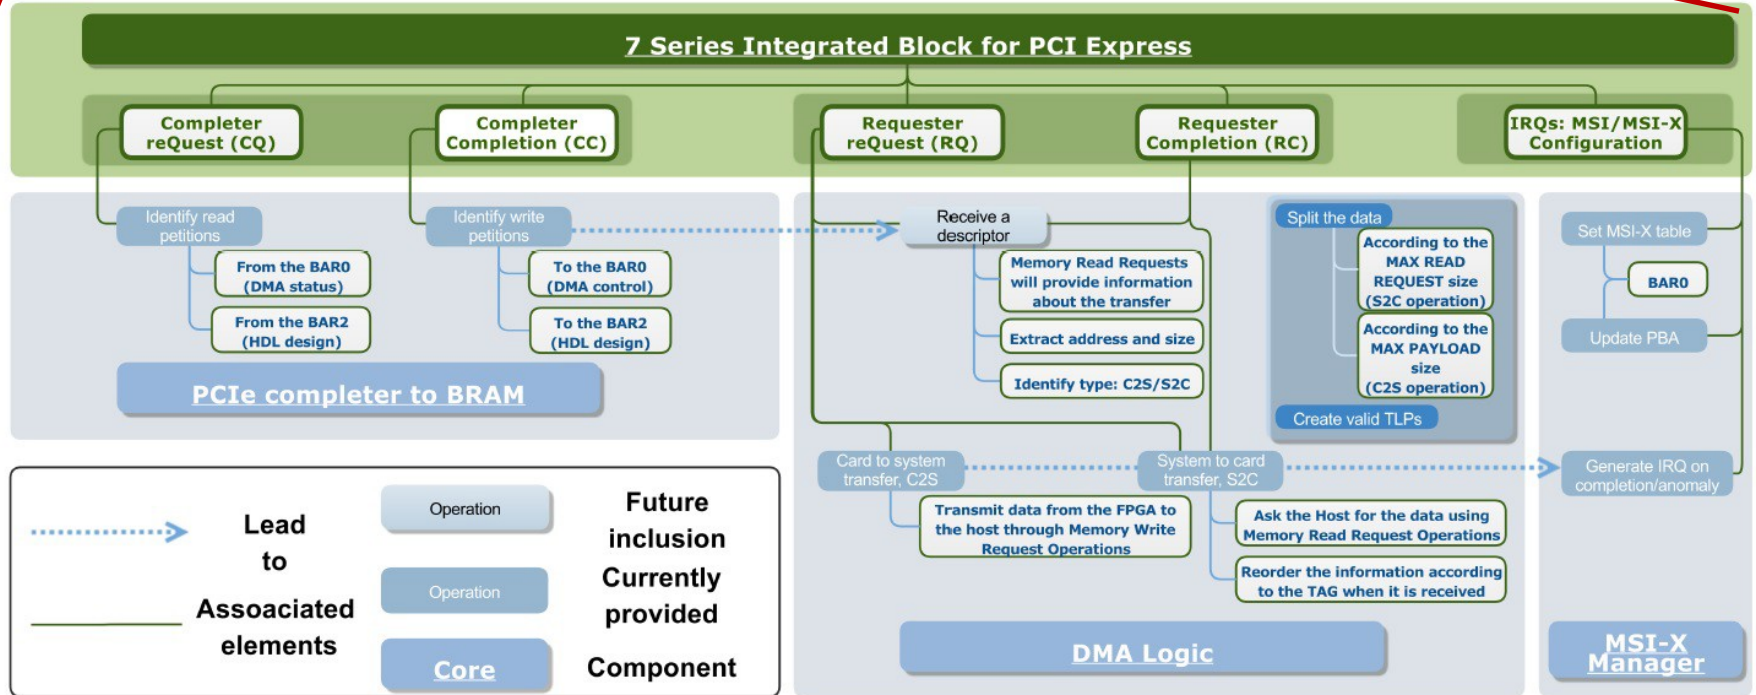 7 Series Integrated Block for PCI Express
Completer
reQuest (CQ)
Completer
Completion (CC)
Requester
reQuest (RQ)
Requester
Completion (RC)
IRQs: MSI/MSI-X
Configuration
Identify read
petitions
From the BAR0
(DMA status)
From the BAR2
(HDL design)
Identify write
petitions
To the BAR0
(DMA control)
To the BAR2
(HDL design)
PCIe completer to BRAM
Receive a
descriptor
Memory Read Requests
will provide information
about the transfer
Extract address and size
Identify type: C2S/S2C
Split the data
According to the
MAX READ
REQUEST size
(S2C operation)
According to the
MAX PAYLOAD
size
(C2S operation)
Create valid TLPs
Set MSI-X table
BAR0
Update PBA
Card to system
transfer, C2S
Transmit data from the FPGA to
the host through Memory Write
Request Operations
System to card
transfer, S2C
Ask the Host for the data using
Memory Read Request Operations
Reorder the information according
to the TAG when it is received
Generate IRQ on
completion/anomaly
DMA Logic
MSI-X
Manager
Lead
to
Assoaciated
elements
Operation
Future
inclusion
Operation
Currently
provided
Core
Component